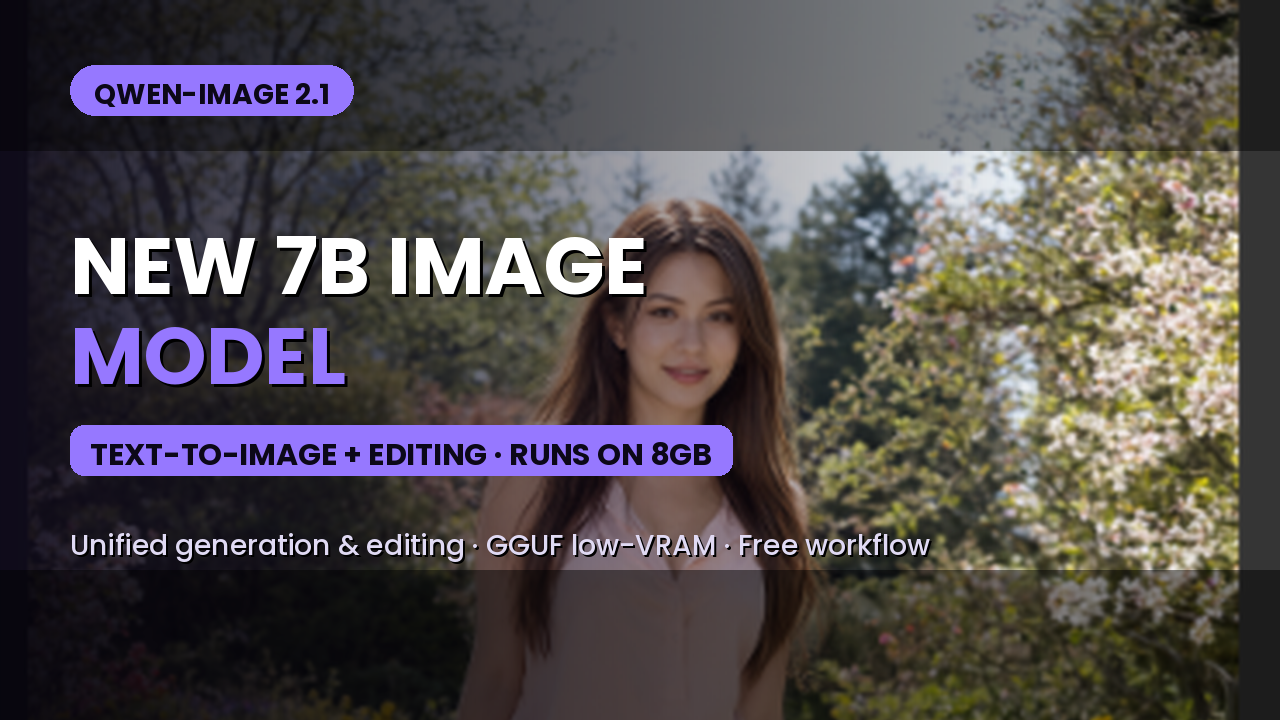 QWEN-IMAGE 2.1
NEW 7B IMAGE
MODEL
TEXT-TO-IMAGE + EDITING · RUNS ON 8GB
Unified generation & editing · GGUF low-VRAM · Free workflow